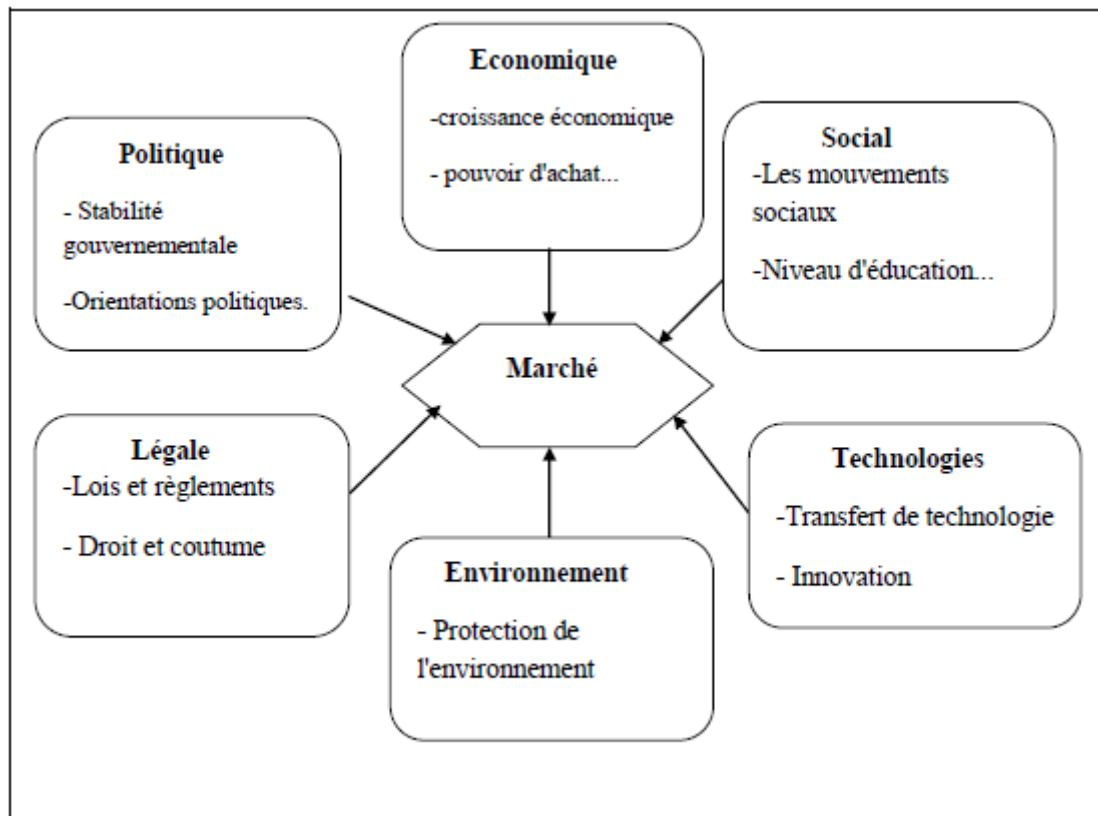 Economique
-croissance économique
- pouvoir d'achat...
Politique
- Stabilité
gouvernementale
-Orientations politiques.
Social
-Les mouvements
sociaux
-Niveau d'éducation...
Marché
Légale
-Lois et règlements
- Droit et coutume
Technologies
-Transfert de technologie
- Innovation
Environnement
- Protection de
l'environnement